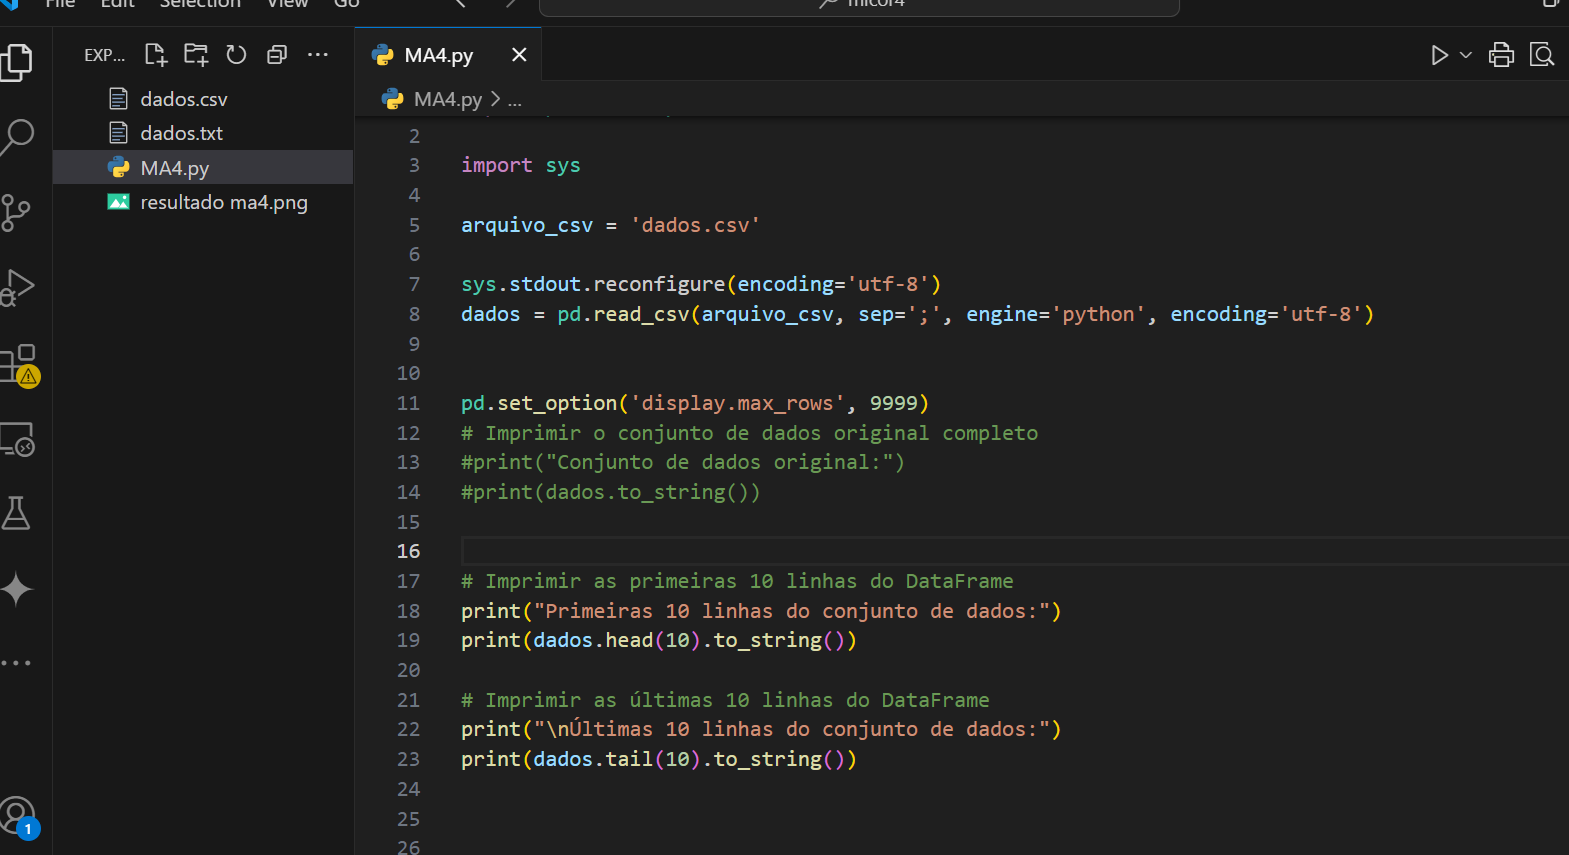 File Edit Selection View Go
micor4
EXP...
dados.csv
dados.txt
MA4.py
resultado ma4.png
MA4.py
MA4.py > ...
2
3 import sys
4
5 arquivo_csv = 'dados.csv'
6
7 sys.stdout.reconfigure(encoding='utf-8')
8 dados = pd.read_csv(arquivo_csv, sep=';', engine='python', encoding='utf-8')
9
10
11 pd.set_option('display.max_rows', 9999)
12 # Imprimir o conjunto de dados original completo
13 #print("Conjunto de dados original:")
14 #print(dados.to_string())
15
16
17 # Imprimir as primeiras 10 linhas do DataFrame
18 print("Primeiras 10 linhas do conjunto de dados:")
19 print(dados.head(10).to_string())
20
21 # Imprimir as últimas 10 linhas do DataFrame
22 print("\nÚltimas 10 linhas do conjunto de dados:")
23 print(dados.tail(10).to_string())
24
25
26
1